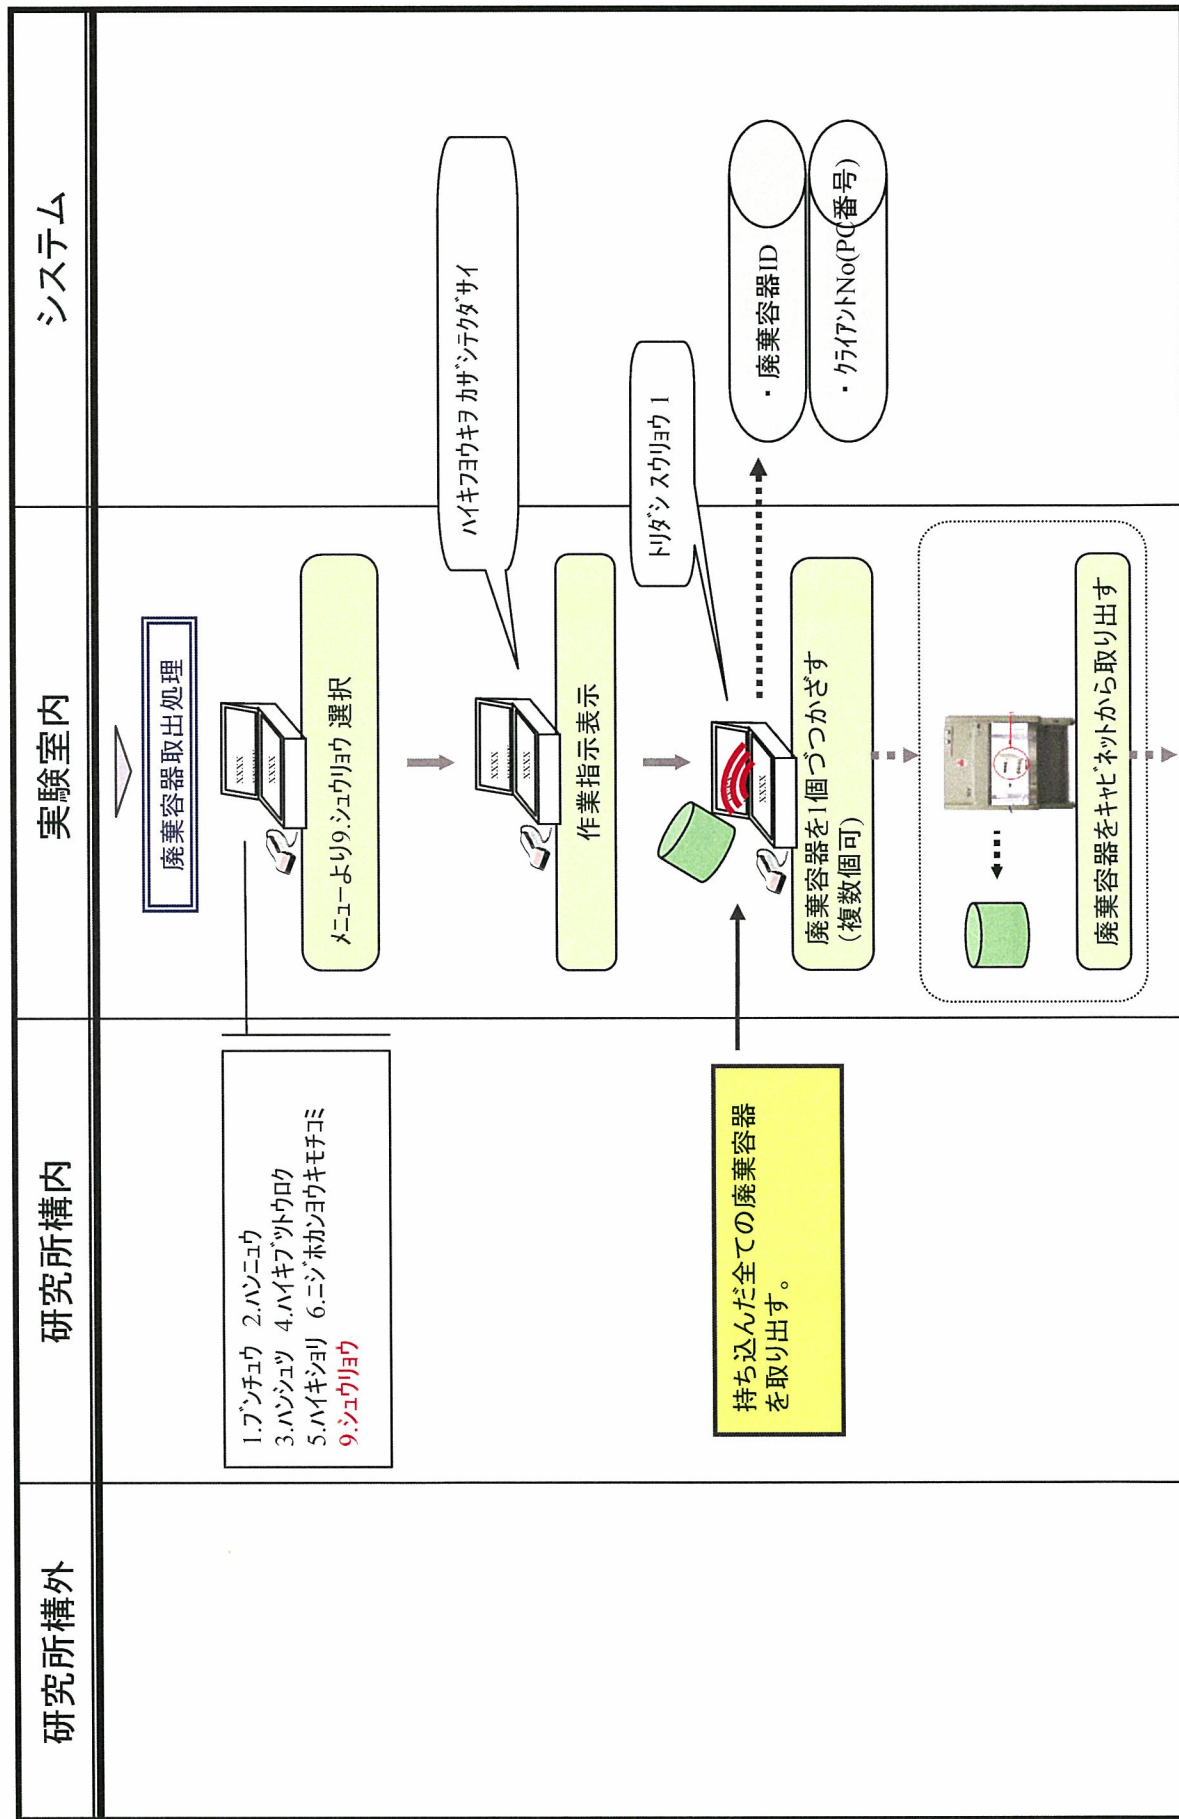 研究所構外
研究所構内
実験室内
システム
廃棄容器取出処理
XXXX
XXXX
メニューより9.シュウリョウ 選択
1.ブンチュウ 2.ハンニュウ
3.ハンシュツ 4.ハイキブツトウロク
5.ハイキショリ 6.ニジホカンヨウキモチコミ
9.シュウリョウ
XXXX
XXXX
ハイキフヨウキヲ カザシテクダサイ
作業指示表示
トリダシ スウリョウ 1
XXXX
廃棄容器を1個づつかざす
(複数個可)
持ち込んだ全ての廃棄容器
を取り出す。
・廃棄容器ID
・クライアントNo(PC番号)
廃棄容器をキャビネットから取り出す